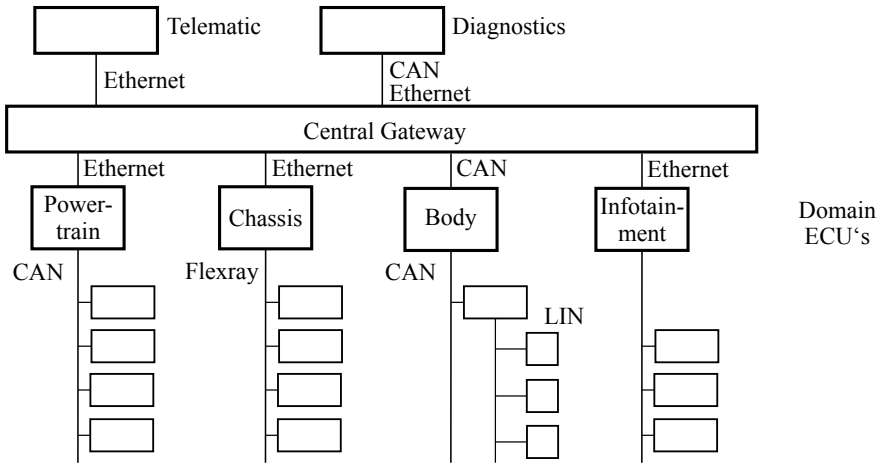 Telematic
Diagnostics
Ethernet
CAN
Ethernet
Central Gateway
Ethernet
Ethernet
CAN
Ethernet
Power-
train
Chassis
Body
Infotain-
ment
Domain
ECU‘s
CAN
Flexray
CAN
LIN